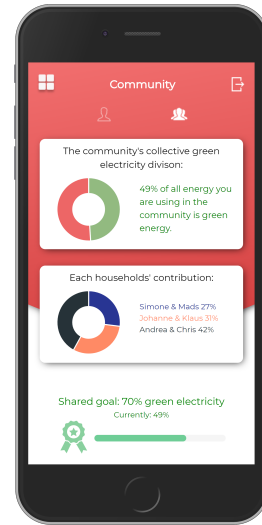 Community
The community's collective green
electricity divison:
49% of all energy you
are using in the
community is green
energy.
Each households' contribution:
Simone & Mads 27%
Johanne & Klaus 31%
Andrea & Chris 42%
Shared goal: 70% green electricity
Currently: 49%